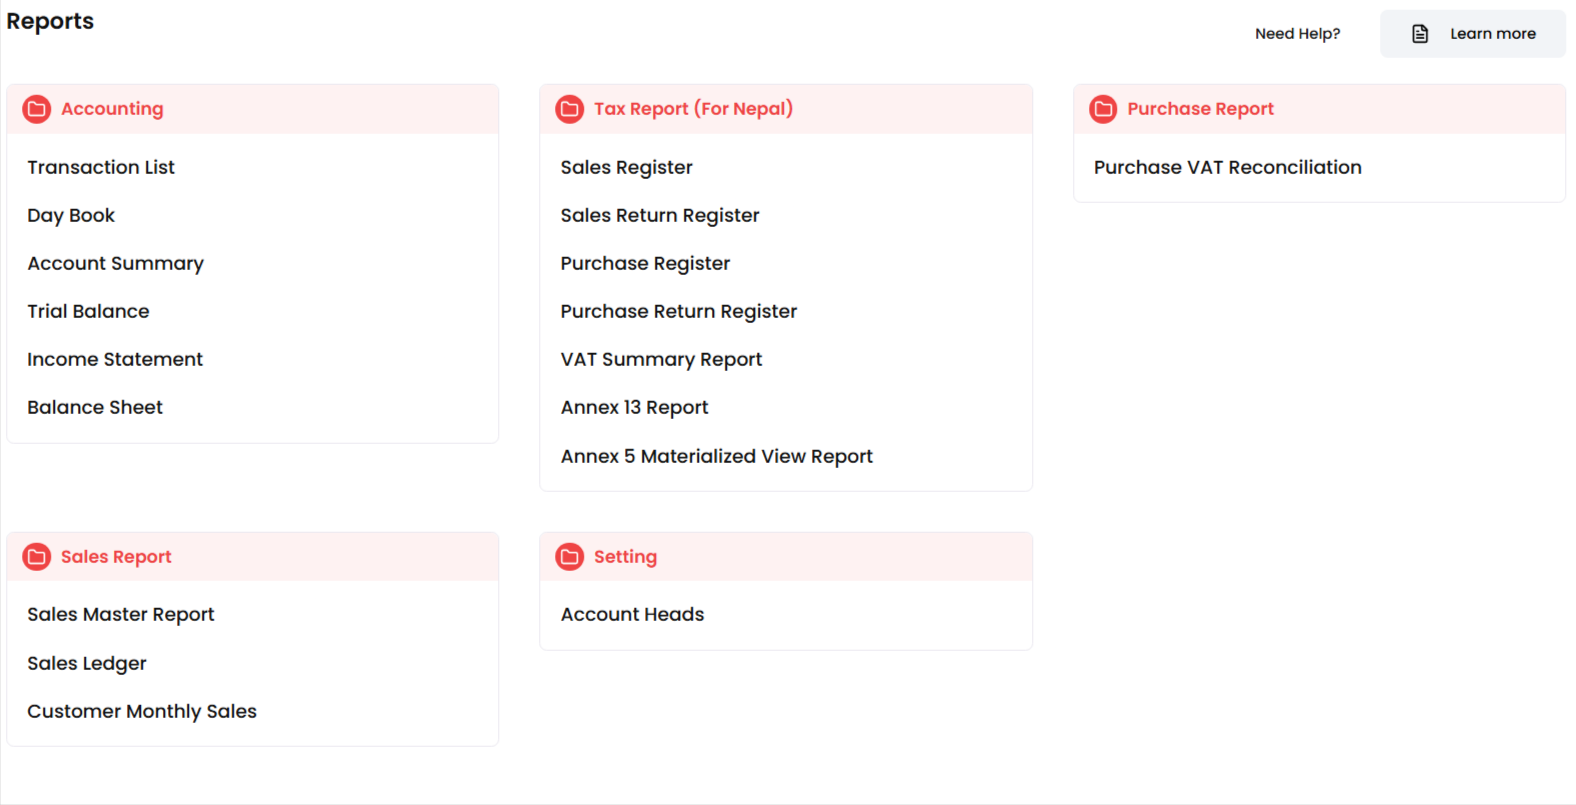 Reports
Need Help?
Learn more
Accounting
Transaction List
Day Book
Account Summary
Trial Balance
Income Statement
Balance Sheet
Tax Report (For Nepal)
Sales Register
Sales Return Register
Purchase Register
Purchase Return Register
VAT Summary Report
Annex 13 Report
Annex 5 Materialized View Report
Purchase Report
Purchase VAT Reconciliation
Sales Report
Sales Master Report
Sales Ledger
Customer Monthly Sales
Setting
Account Heads